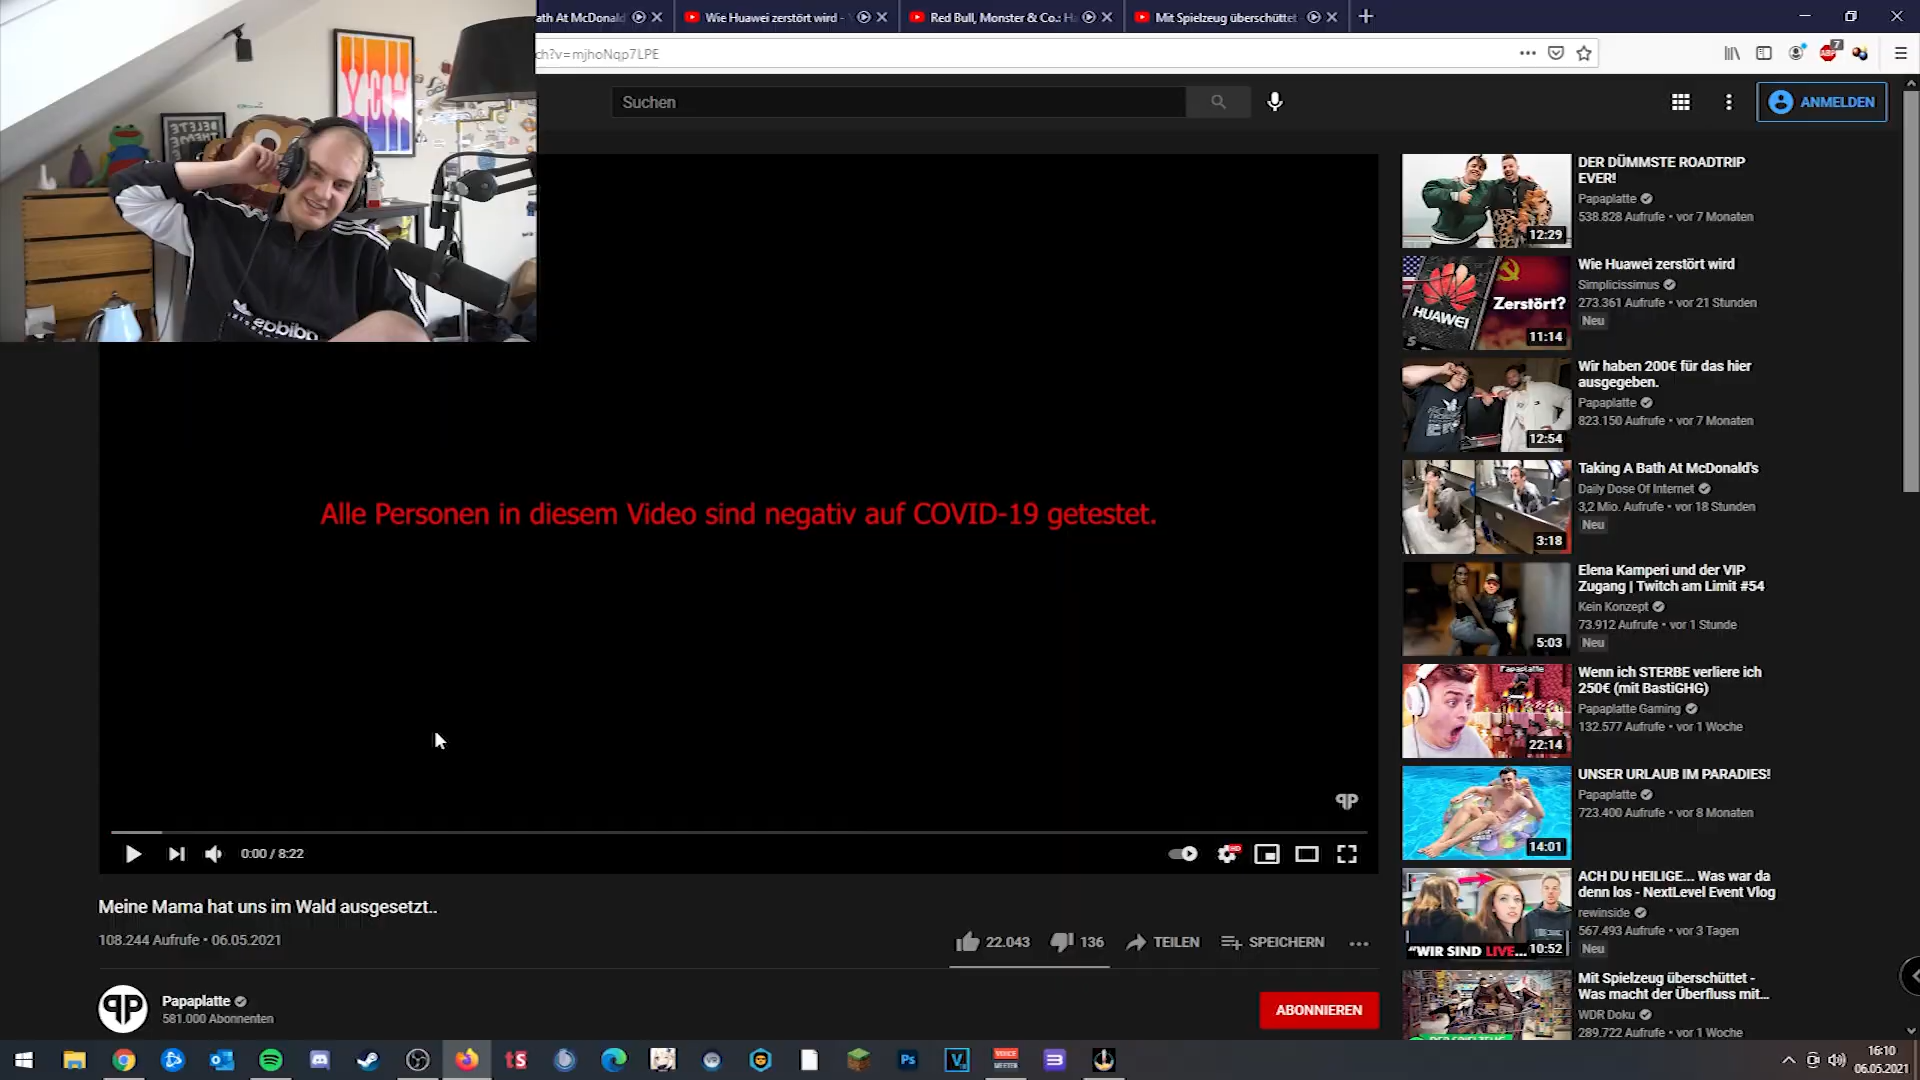 ath At McDonald
Wie Huawei zerstört wird -
Red Bull, Monster & Co.: H
Mit Spielzeug überschüttet
ch?v=mjhoNqp7LPE
7
Suchen
ANMELDEN
Alle Personen in diesem Video sind negativ auf COVID-19 getestet.
0:00 / 8:22
HD
Meine Mama hat uns im Wald ausgesetzt..
108.244 Aufrufe • 06.05.2021
22.043
136
TEILEN
SPEICHERN
Papaplatte
581.000 Abonnenten
ABONNIEREN
DER DÜMMSTE ROADTRIP
EVER!
Papaplatte
538.828 Aufrufe • vor 7 Monaten
12:29
Wie Huawei zerstört wird
Simplicissimus
273.361 Aufrufe • vor 21 Stunden
Neu
Zerstört?
HUAWEI
11:14
Wir haben 200€ für das hier
ausgegeben.
Papaplatte
823.150 Aufrufe • vor 7 Monaten
12:54
Taking A Bath At McDonald's
Daily Dose Of Internet
3,2 Mio. Aufrufe • vor 18 Stunden
Neu
3:18
Elena Kamperi und der VIP
Zugang | Twitch am Limit #54
Kein Konzept
73.912 Aufrufe • vor 1 Stunde
Neu
5:03
Wenn ich STERBE verliere ich
250€ (mit BastiGHG)
Papaplatte Gaming
132.577 Aufrufe • vor 1 Woche
Papaplatte
22:14
UNSER URLAUB IM PARADIES!
Papaplatte
723.400 Aufrufe • vor 8 Monaten
14:01
ACH DU HEILIGE... Was war da
denn los - NextLevel Event Vlog
rewinside
567.493 Aufrufe • vor 3 Tagen
Neu
"WIR SIND LIVE...
10:52
Mit Spielzeug überschüttet -
Was macht der Überfluss mit...
WDR Doku
289.722 Aufrufe • vor 1 Woche
16:10
06.05.2021
DELETE
adidas
tS
Ps